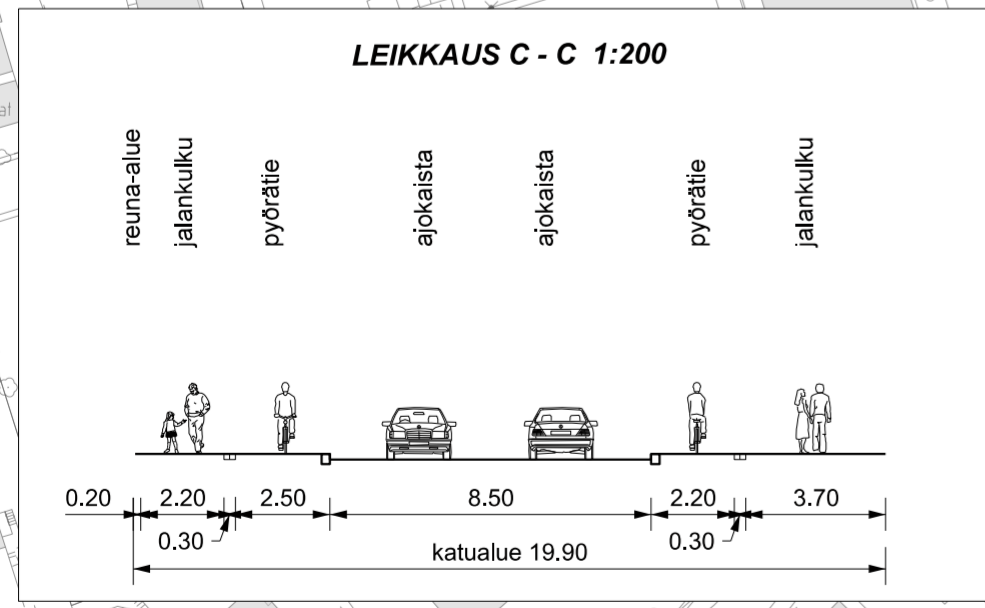 LEIKKAUS C - C 1:200
reuna-alue
jalankulku
pyörätie
ajokaista
ajokaista
pyörätie
jalankulku
0.20 2.20 2.50 8.50 2.20 3.70
0.30 0.30
katualue 19.90
at